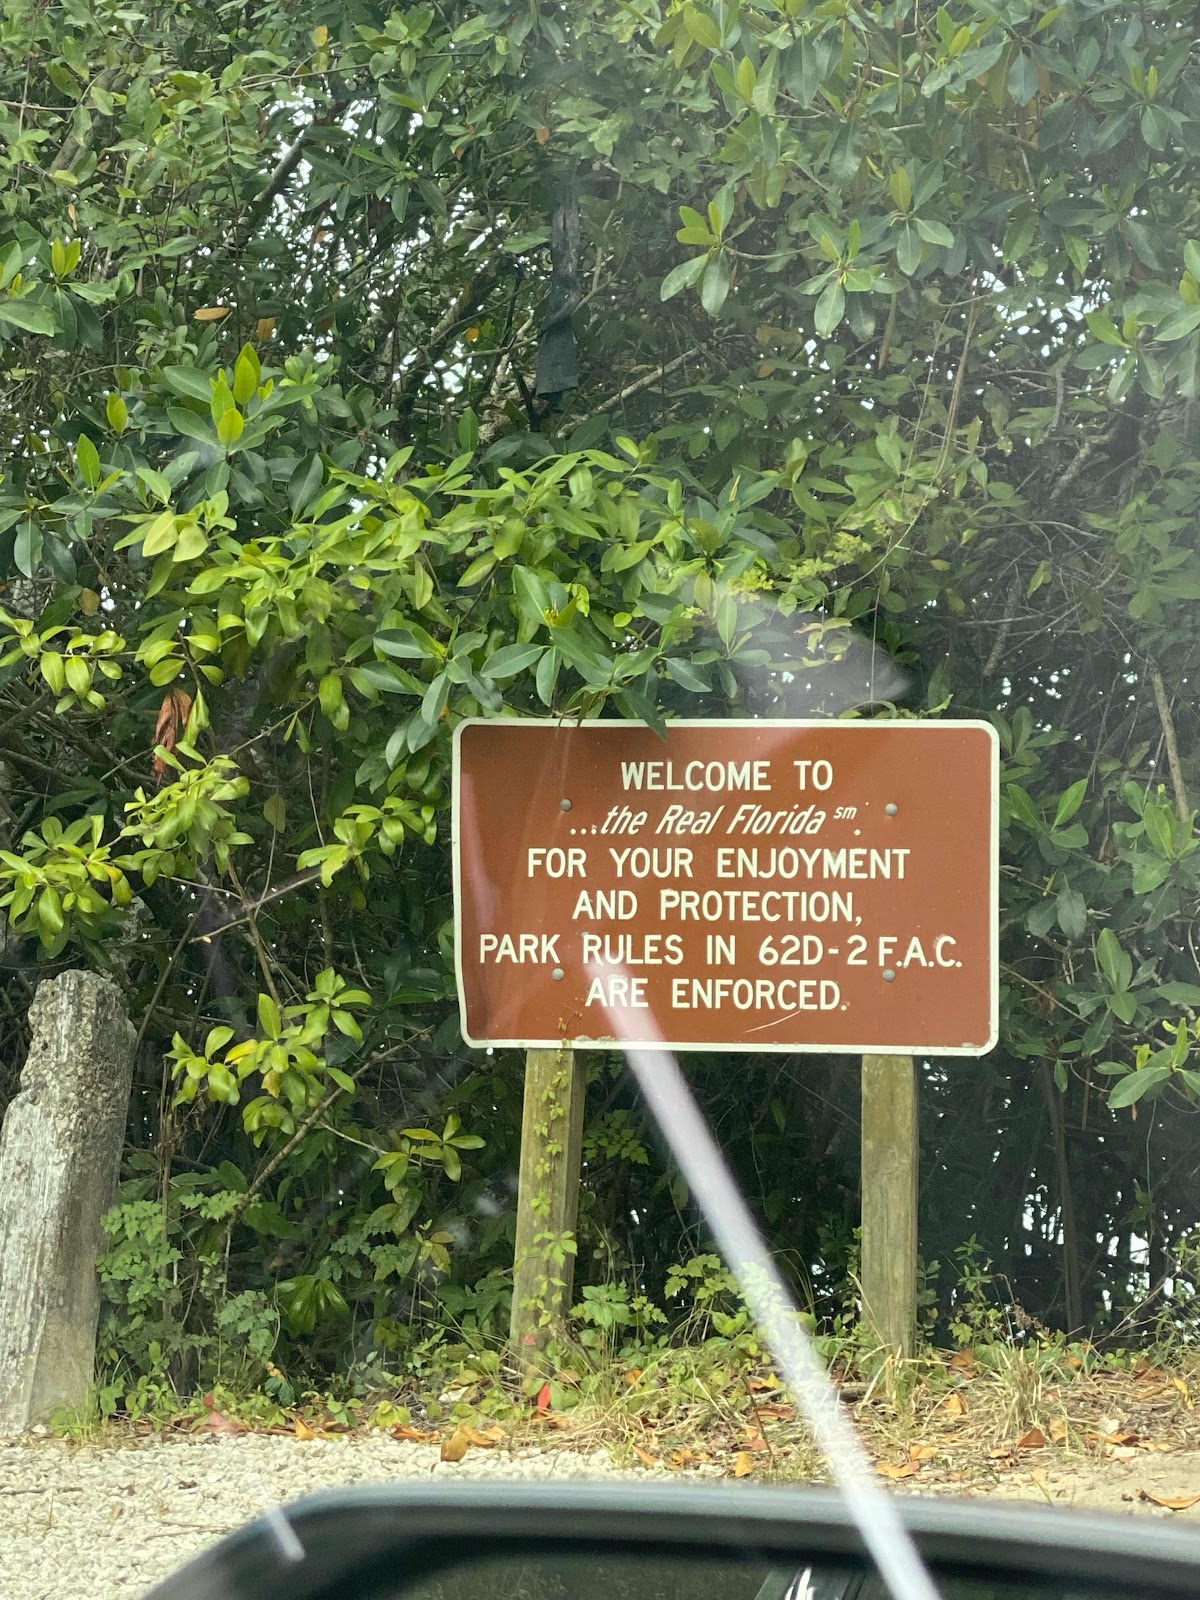 WELCOME TO
...the Real Florida sm.
FOR YOUR ENJOYMENT
AND PROTECTION,
PARK RULES IN 62D-2 F.A.C.
ARE ENFORCED.